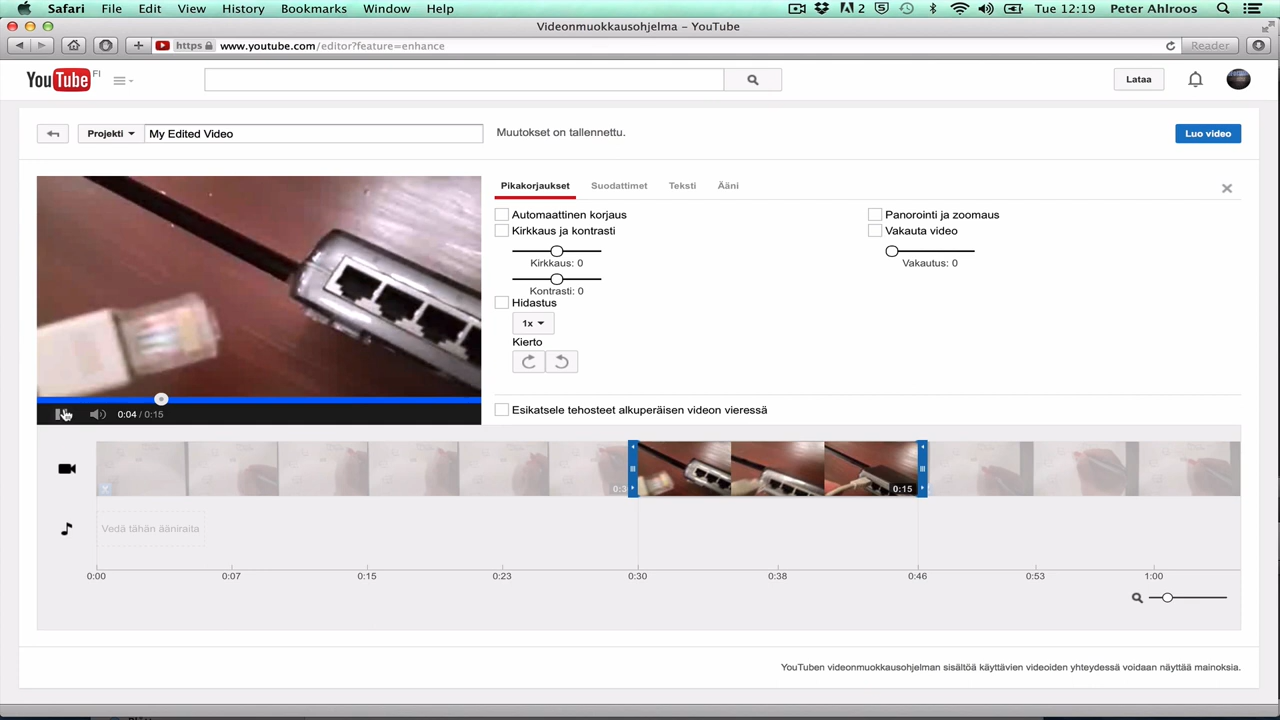 Safari File Edit View History Bookmarks Window Help 2 5 Tue 12:19 Peter Ahlroos
Videonmuokkausohjelma – YouTube
https www.youtube.com/editor?feature=enhance Reader
YouTube FI Lataa
Projekti My Edited Video Muutokset on tallennettu. Luo video
Pikakorjaukset Suodattimet Teksti Ääni
Automaattinen korjaus Panorointi ja zoomaus
Kirkkaus ja kontrasti Vakauta video
Kirkkaus: 0 Vakautus: 0
Kontrasti: 0
Hidastus
1x
Kierto
Esikatsele tehosteet alkuperäisen videon vieressä
0:04 / 0:15
0:15
Vedä tähän ääniraita
0:00 0:07 0:15 0:23 0:30 0:38 0:46 0:53 1:00
YouTuben videonmuokkausohjelman sisältöä käyttävien videoiden yhteydessä voidaan näyttää mainoksia.